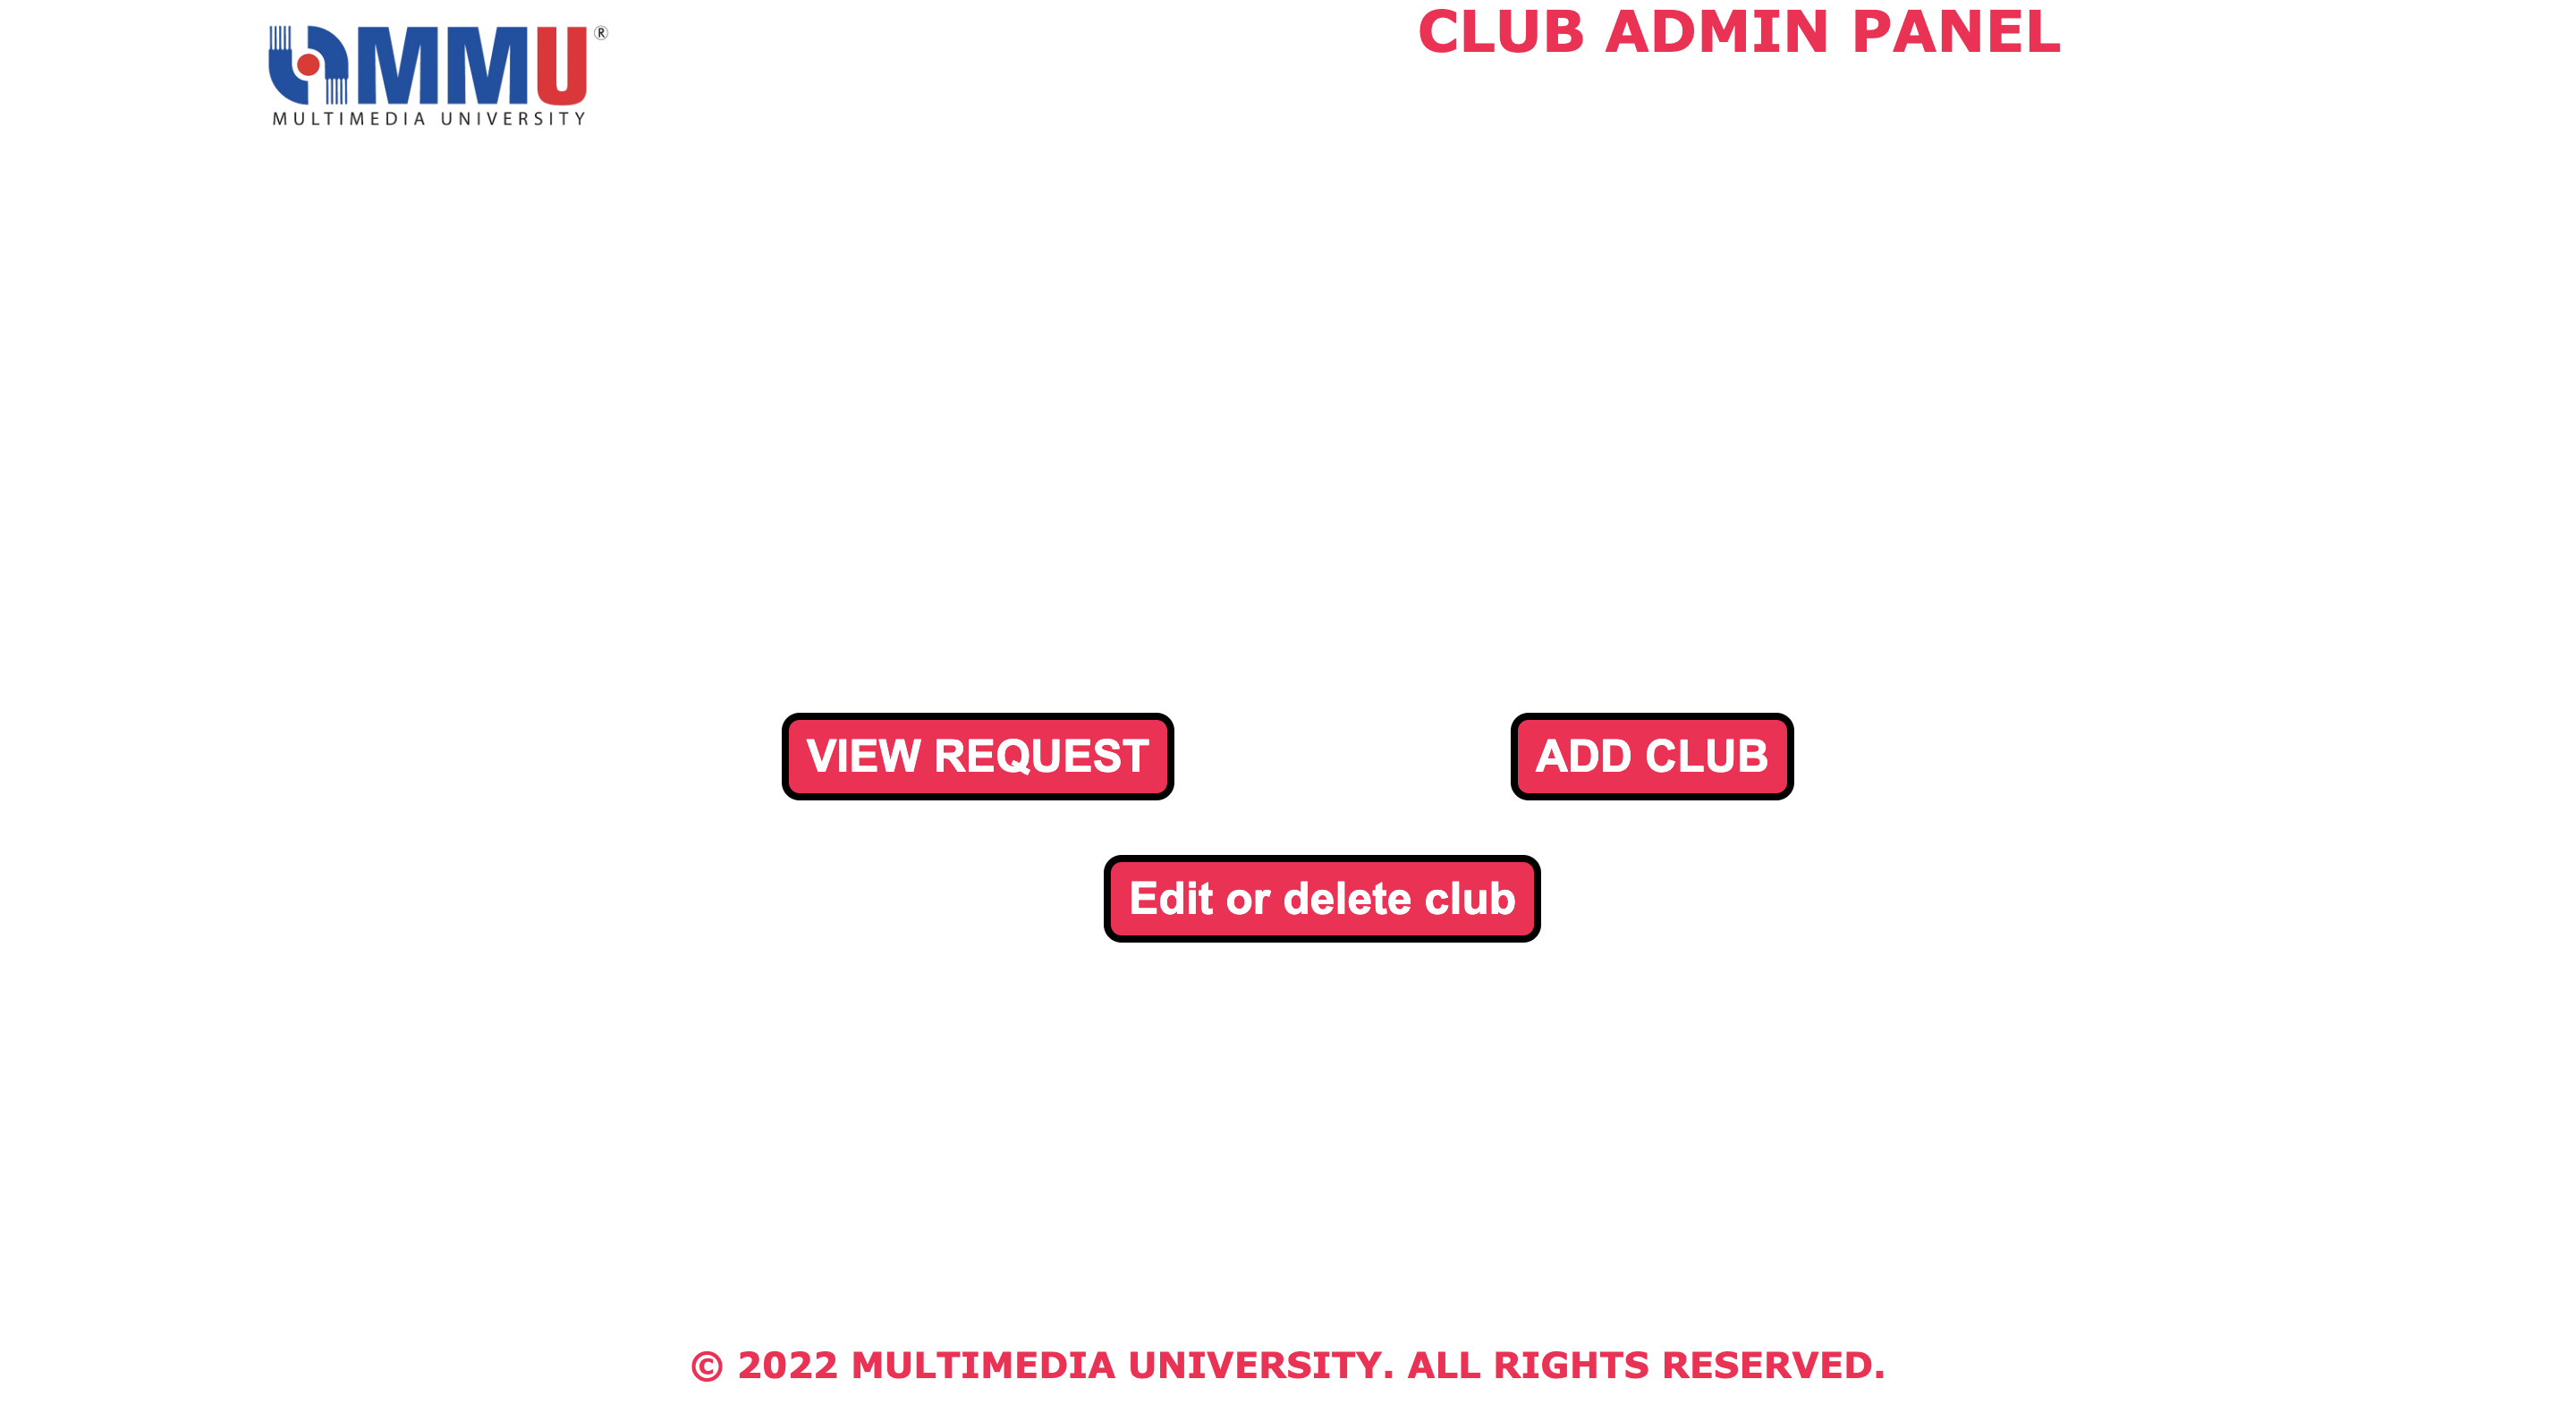 MMU®
MULTIMEDIA UNIVERSITY
CLUB ADMIN PANEL
VIEW REQUEST
ADD CLUB
Edit or delete club
© 2022 MULTIMEDIA UNIVERSITY. ALL RIGHTS RESERVED.